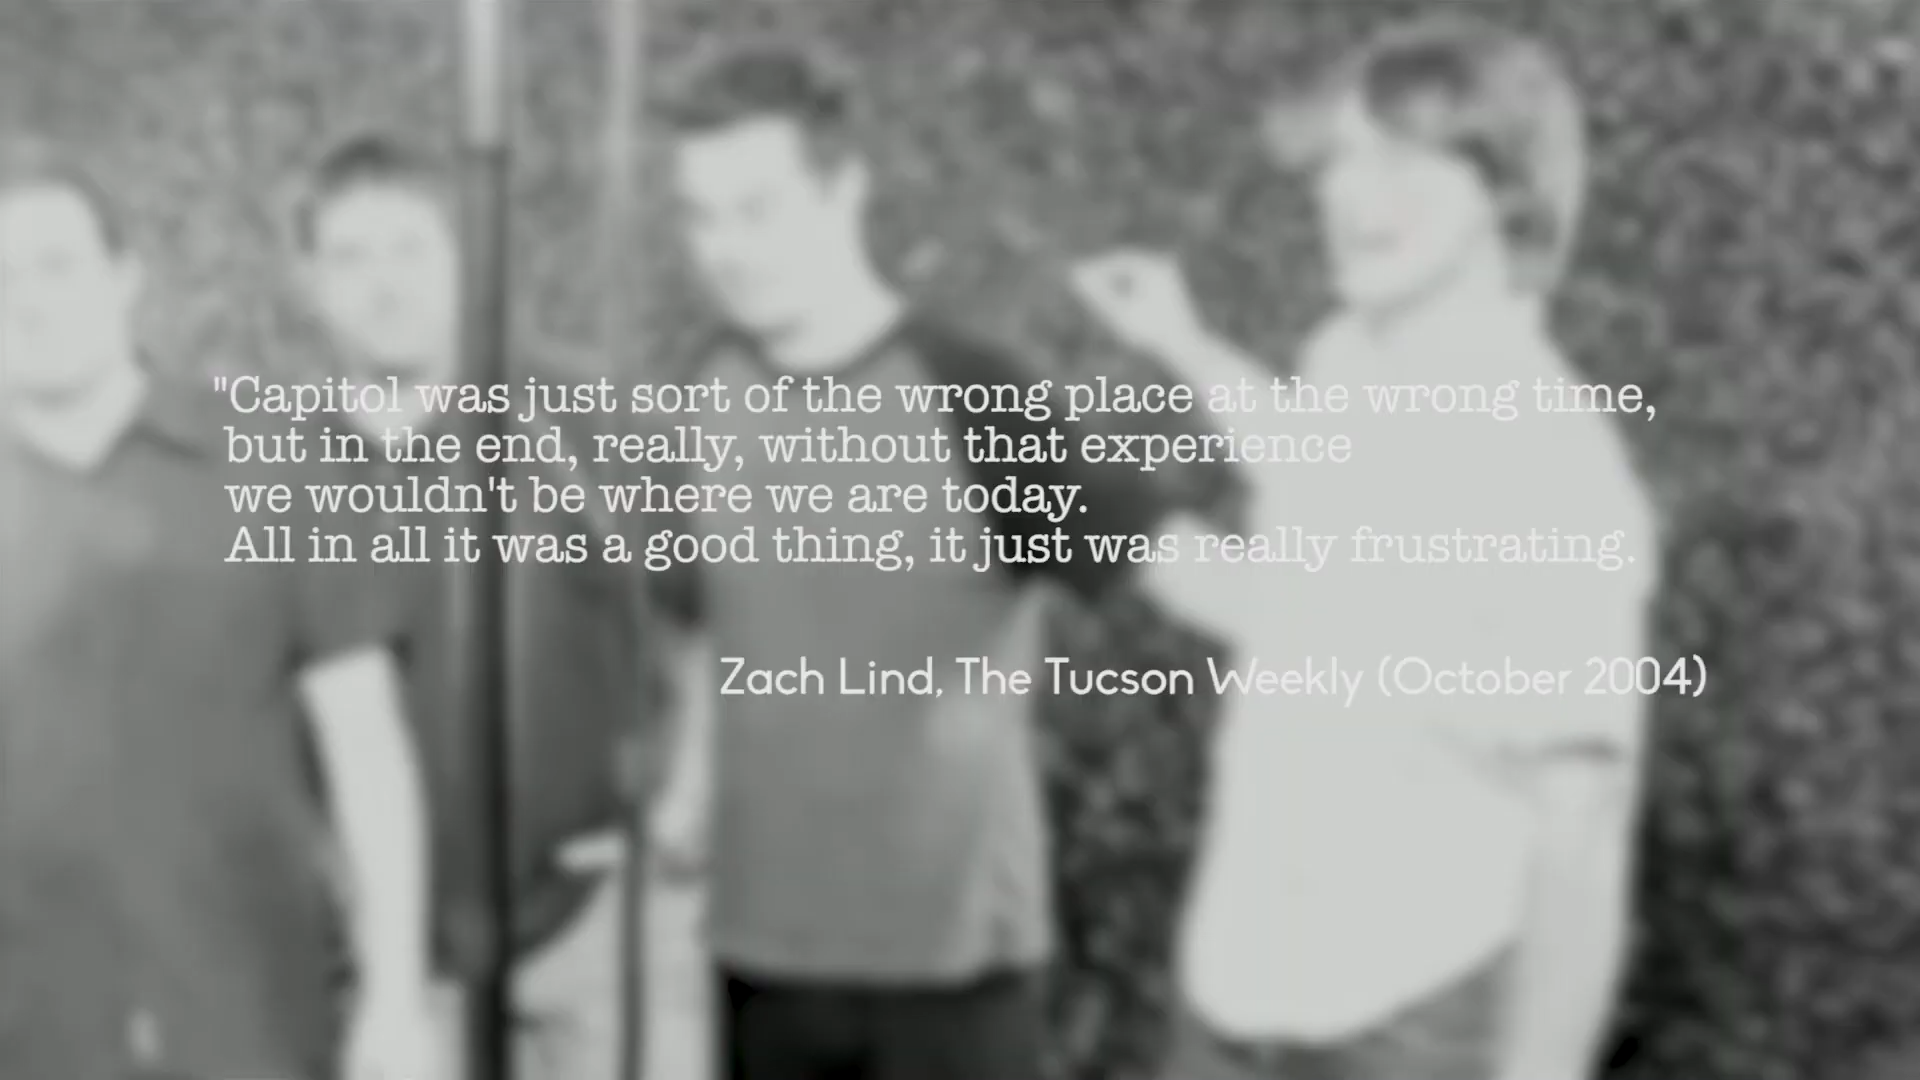 "Capitol was just sort of the wrong place at the wrong time,
but in the end, really, without that experience
we wouldn't be where we are today.
All in all it was a good thing, it just was really frustrating.
Zach Lind, The Tucson Weekly (October 2004)